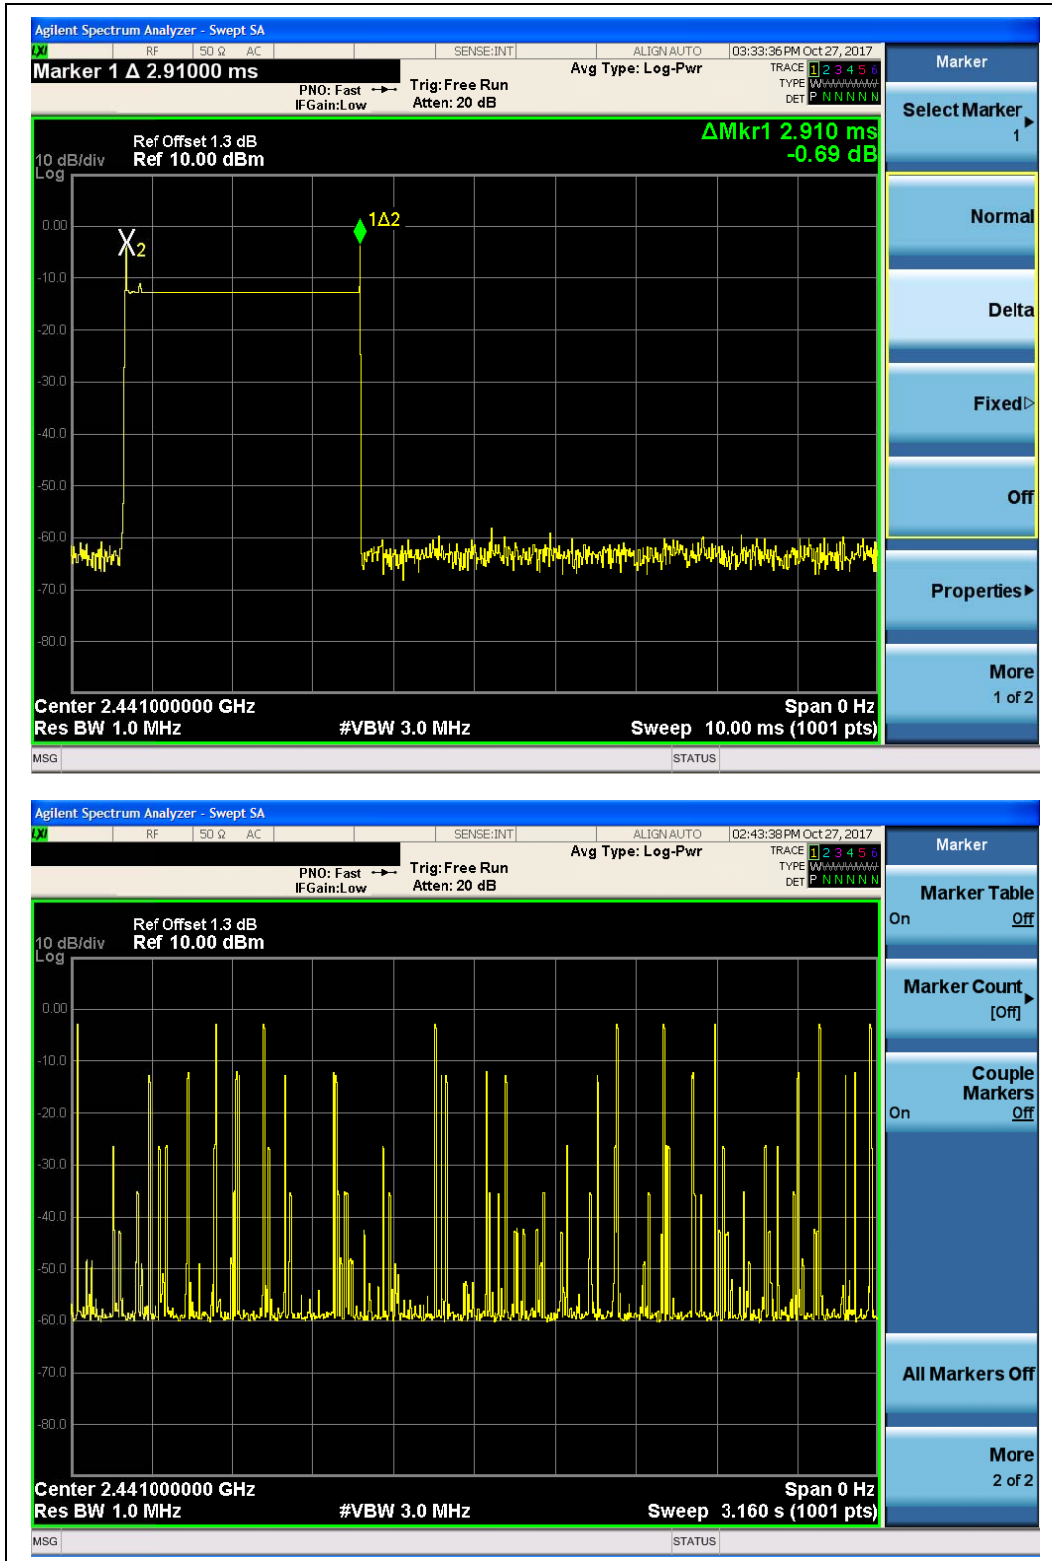 Agilent Spectrum Analyzer - Swept SA
LXI RF 50 Ω AC SENSE:INT ALIGN AUTO 03:33:36 PM Oct 27, 2017
Marker 1 Δ 2.91000 ms
PNO: Fast
IFGain:Low
Trig: Free Run
Atten: 20 dB
Avg Type: Log-Pwr
TRACE 1 2 3 4 5 6
TYPE
DET P N N N N N
Marker
Select Marker
1
Normal
Delta
Fixed
Off
Properties
More
1 of 2
ΔMkr1 2.910 ms
-0.69 dB
Ref Offset 1.3 dB
10 dB/div Ref 10.00 dBm
Log
0.00
-10.0
-20.0
-30.0
-40.0
-50.0
-60.0
-70.0
-80.0
X2
1Δ2
Center 2.441000000 GHz Span 0 Hz
Res BW 1.0 MHz #VBW 3.0 MHz Sweep 10.00 ms (1001 pts)
MSG STATUS
Agilent Spectrum Analyzer - Swept SA
LXI RF 50 Ω AC SENSE:INT ALIGN AUTO 02:43:38 PM Oct 27, 2017
PNO: Fast
IFGain:Low
Trig: Free Run
Atten: 20 dB
Avg Type: Log-Pwr
TRACE 1 2 3 4 5 6
TYPE
DET P N N N N N
Marker
Marker Table
On Off
Marker Count
[Off]
Couple
Markers
On Off
All Markers Off
More
2 of 2
Ref Offset 1.3 dB
10 dB/div Ref 10.00 dBm
Log
0.00
-10.0
-20.0
-30.0
-40.0
-50.0
-60.0
-70.0
-80.0
Center 2.441000000 GHz Span 0 Hz
Res BW 1.0 MHz #VBW 3.0 MHz Sweep 3.160 s (1001 pts)
MSG STATUS